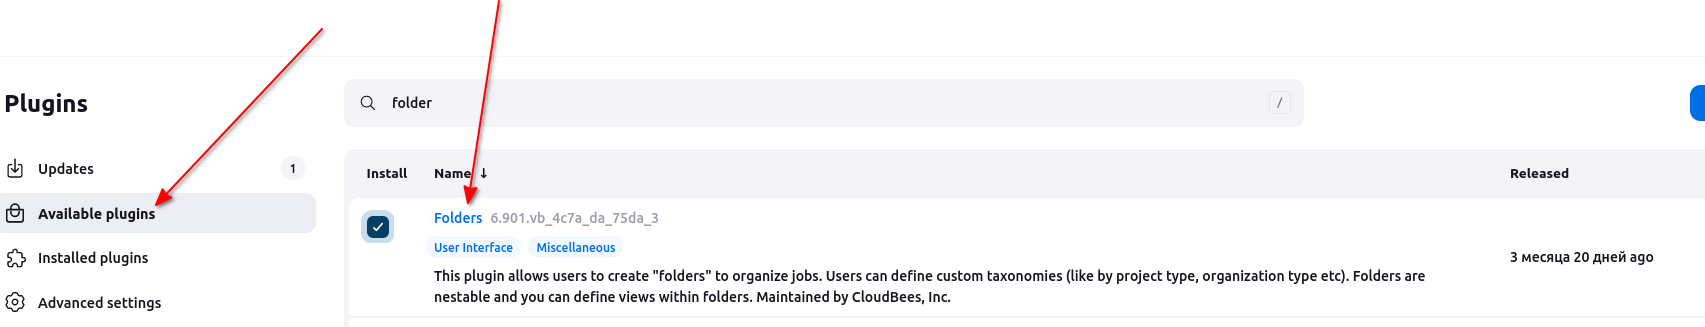 Plugins
folder
/
Updates
1
Available plugins
Installed plugins
Advanced settings
Install Name ↓ Released
Folders 6.901.vb_4c7a_da_75da_3
User Interface Miscellaneous
This plugin allows users to create "folders" to organize jobs. Users can define custom taxonomies (like by project type, organization type etc). Folders are
nestable and you can define views within folders. Maintained by CloudBees, Inc.
3 месяца 20 дней ago